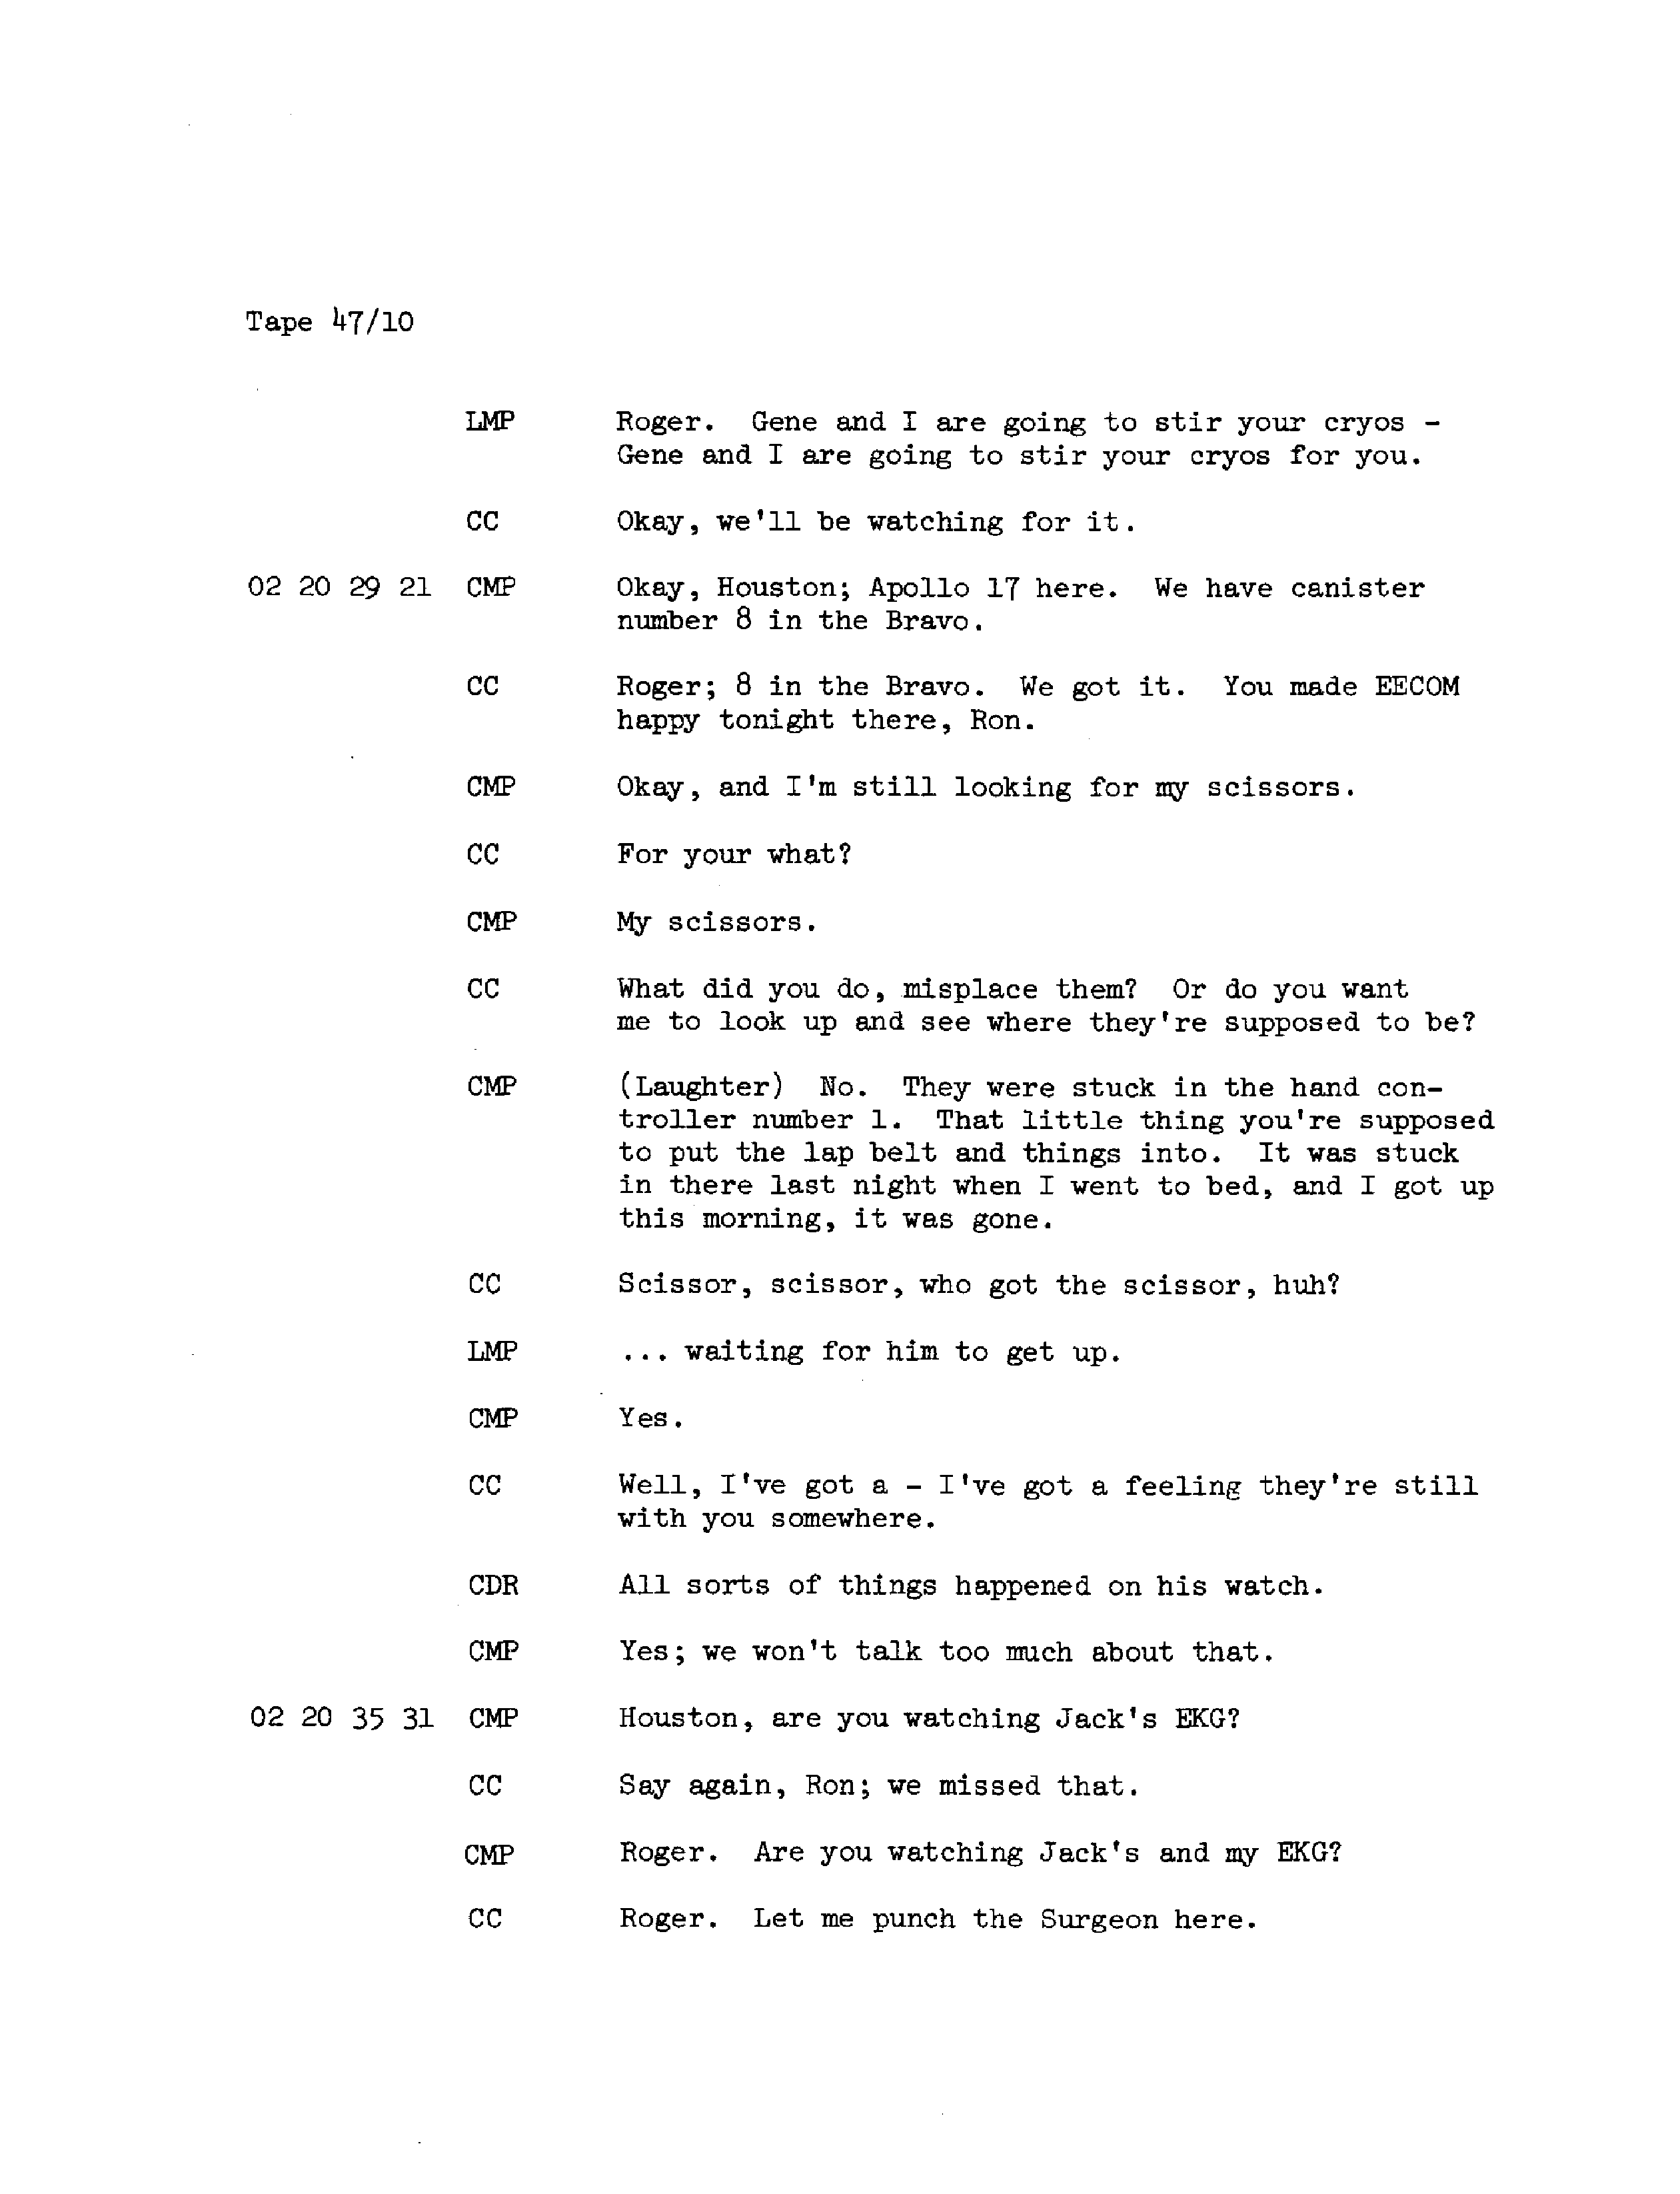 Tape 47/10
LMP Roger. Gene and I are going to stir your cryos -
Gene and I are going to stir your cryos for you.
CC Okay, we'll be watching for it.
02 20 29 21 CMP Okay, Houston; Apollo 17 here. We have canister
number 8 in the Bravo.
CC Roger; 8 in the Bravo. We got it. You made EECOM
happy tonight there, Ron.
CMP Okay, and I'm still looking for my scissors.
CC For your what?
CMP My scissors.
CC What did you do, misplace them? Or do you want
me to look up and see where they're supposed to be?
CMP (Laughter) No. They were stuck in the hand con-
troller number 1. That little thing you're supposed
to put the lap belt and things into. It was stuck
in there last night when I went to bed, and I got up
this morning, it was gone.
CC Scissor, scissor, who got the scissor, huh?
LMP ... waiting for him to get up.
CMP Yes.
CC Well, I've got a - I've got a feeling they're still
with you somewhere.
CDR All sorts of things happened on his watch.
CMP Yes; we won't talk too much about that.
02 20 35 31 CMP Houston, are you watching Jack's EKG?
CC Say again, Ron; we missed that.
CMP Roger. Are you watching Jack's and my EKG?
CC Roger. Let me punch the Surgeon here.